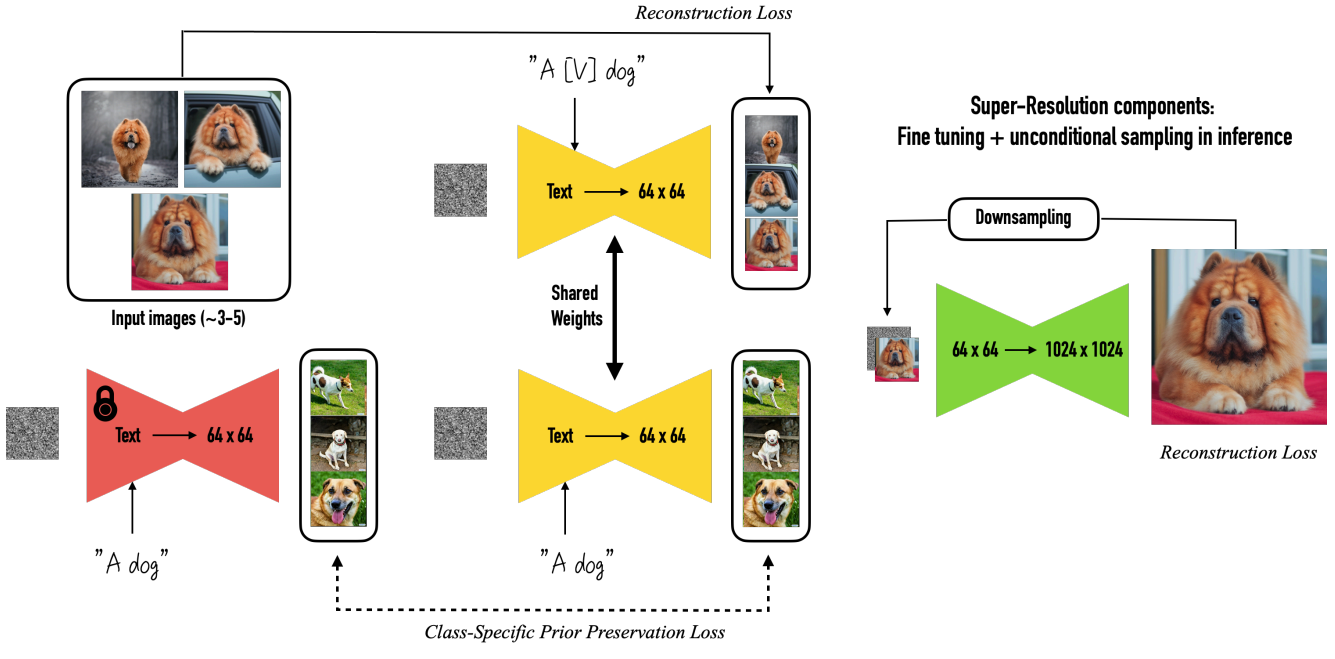 Reconstruction Loss
"A [V] dog"
Text
64 x 64
Input images (~3-5)
Shared
Weights
Text
64 x 64
"A dog"
Text
64 x 64
"A dog"
Class-Specific Prior Preservation Loss
Super-Resolution components:
Fine tuning + unconditional sampling in inference
Downsampling
64 x 64
1024 x 1024
Reconstruction Loss